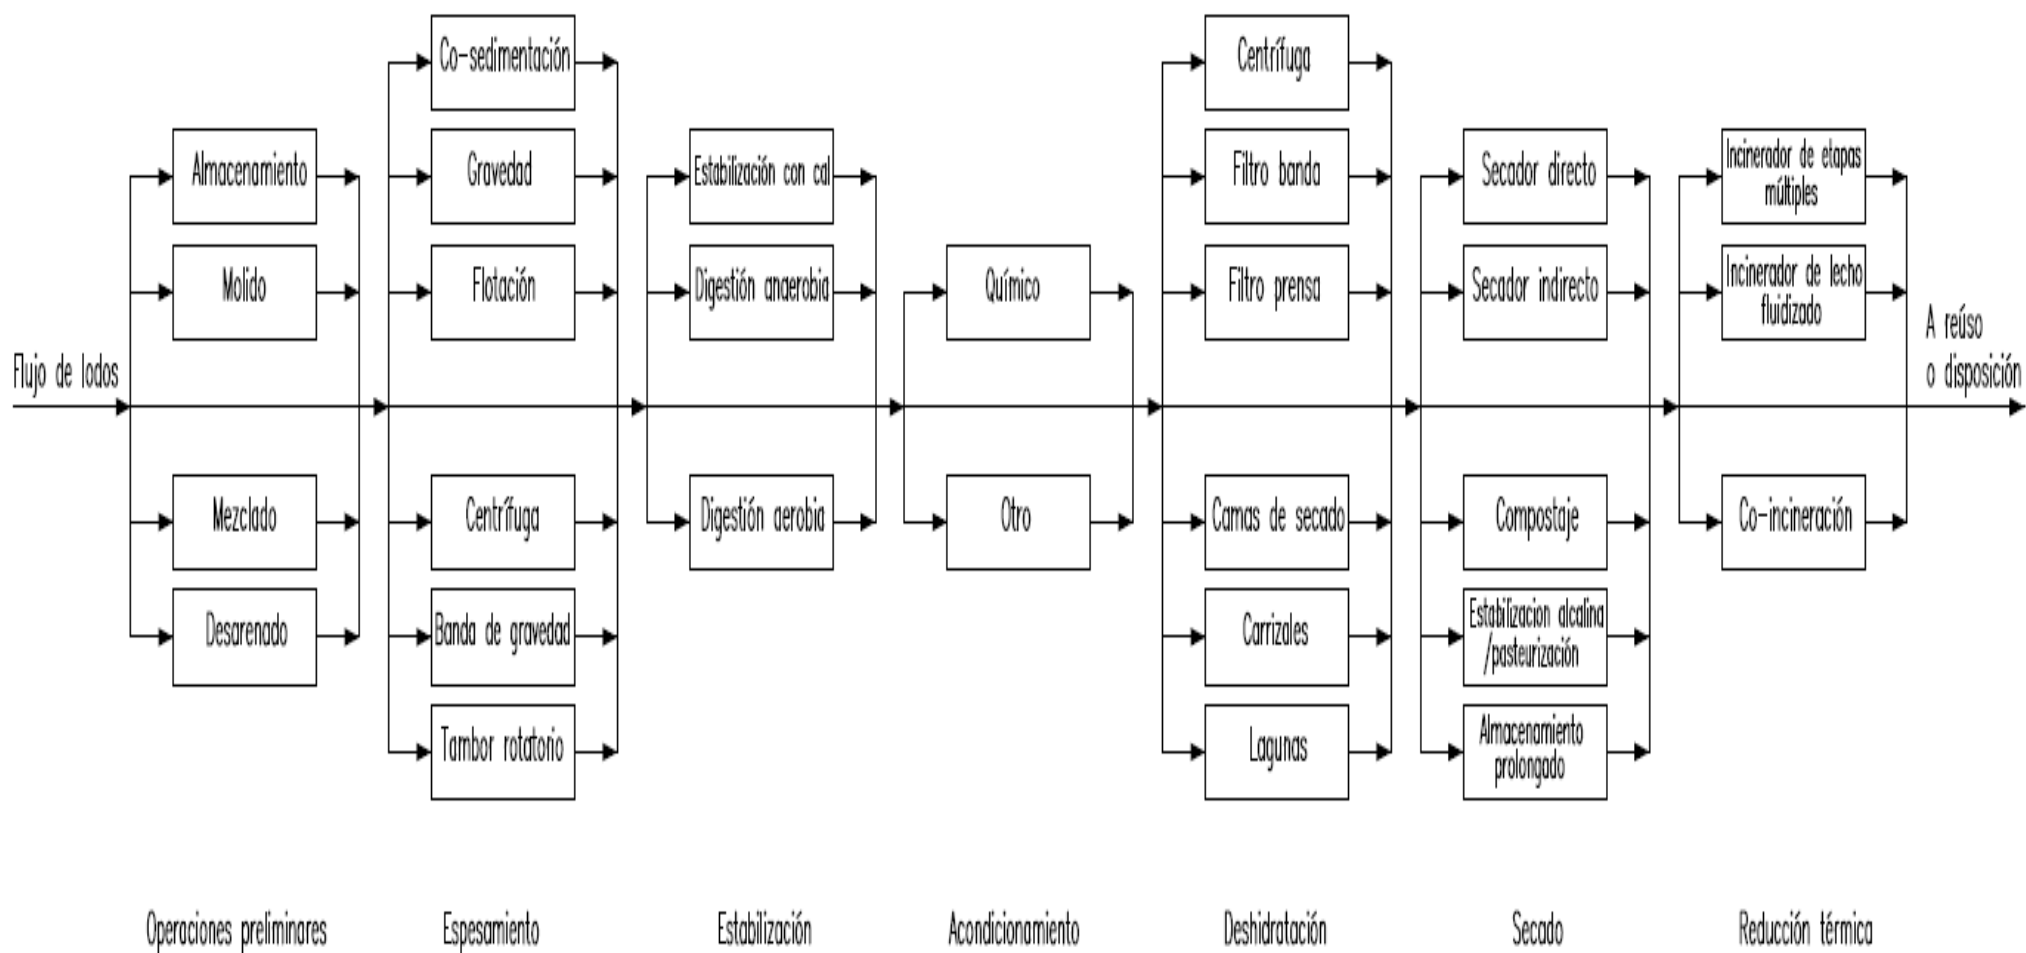 Flujo de lodos
Almacenamiento
Molido
Mezclado
Desarenado
Operaciones preliminares
Co-sedimentación
Gravedad
Flotación
Centrífuga
Banda de gravedad
Tambor rotatorio
Espesamiento
Estabilización con cal
Digestión anaerobia
Digestión aerobia
Estabilización
Químico
Otro
Acondicionamiento
Centrífuga
Filtro banda
Filtro prensa
Camas de secado
Carrizales
Lagunas
Deshidratación
Secador directo
Secador indirecto
Compostaje
Estabilizacion alcalina
/pasteurización
Almacenamiento
prolongado
Secado
Incinerador de etapas
múltiples
Incinerador de lecho
fluidizado
Co-incineración
Reducción térmica
A reúso
o disposición